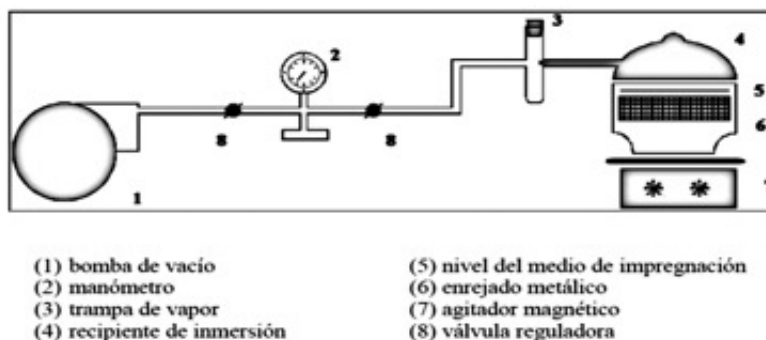 3
2
4
5
8
8
6
1
(1) bomba de vacío
(2) manómetro
(3) trampa de vapor
(4) recipiente de inmersión
(5) nivel del medio de impregnación
(6) enrejado metálico
(7) agitador magnético
(8) válvula reguladora